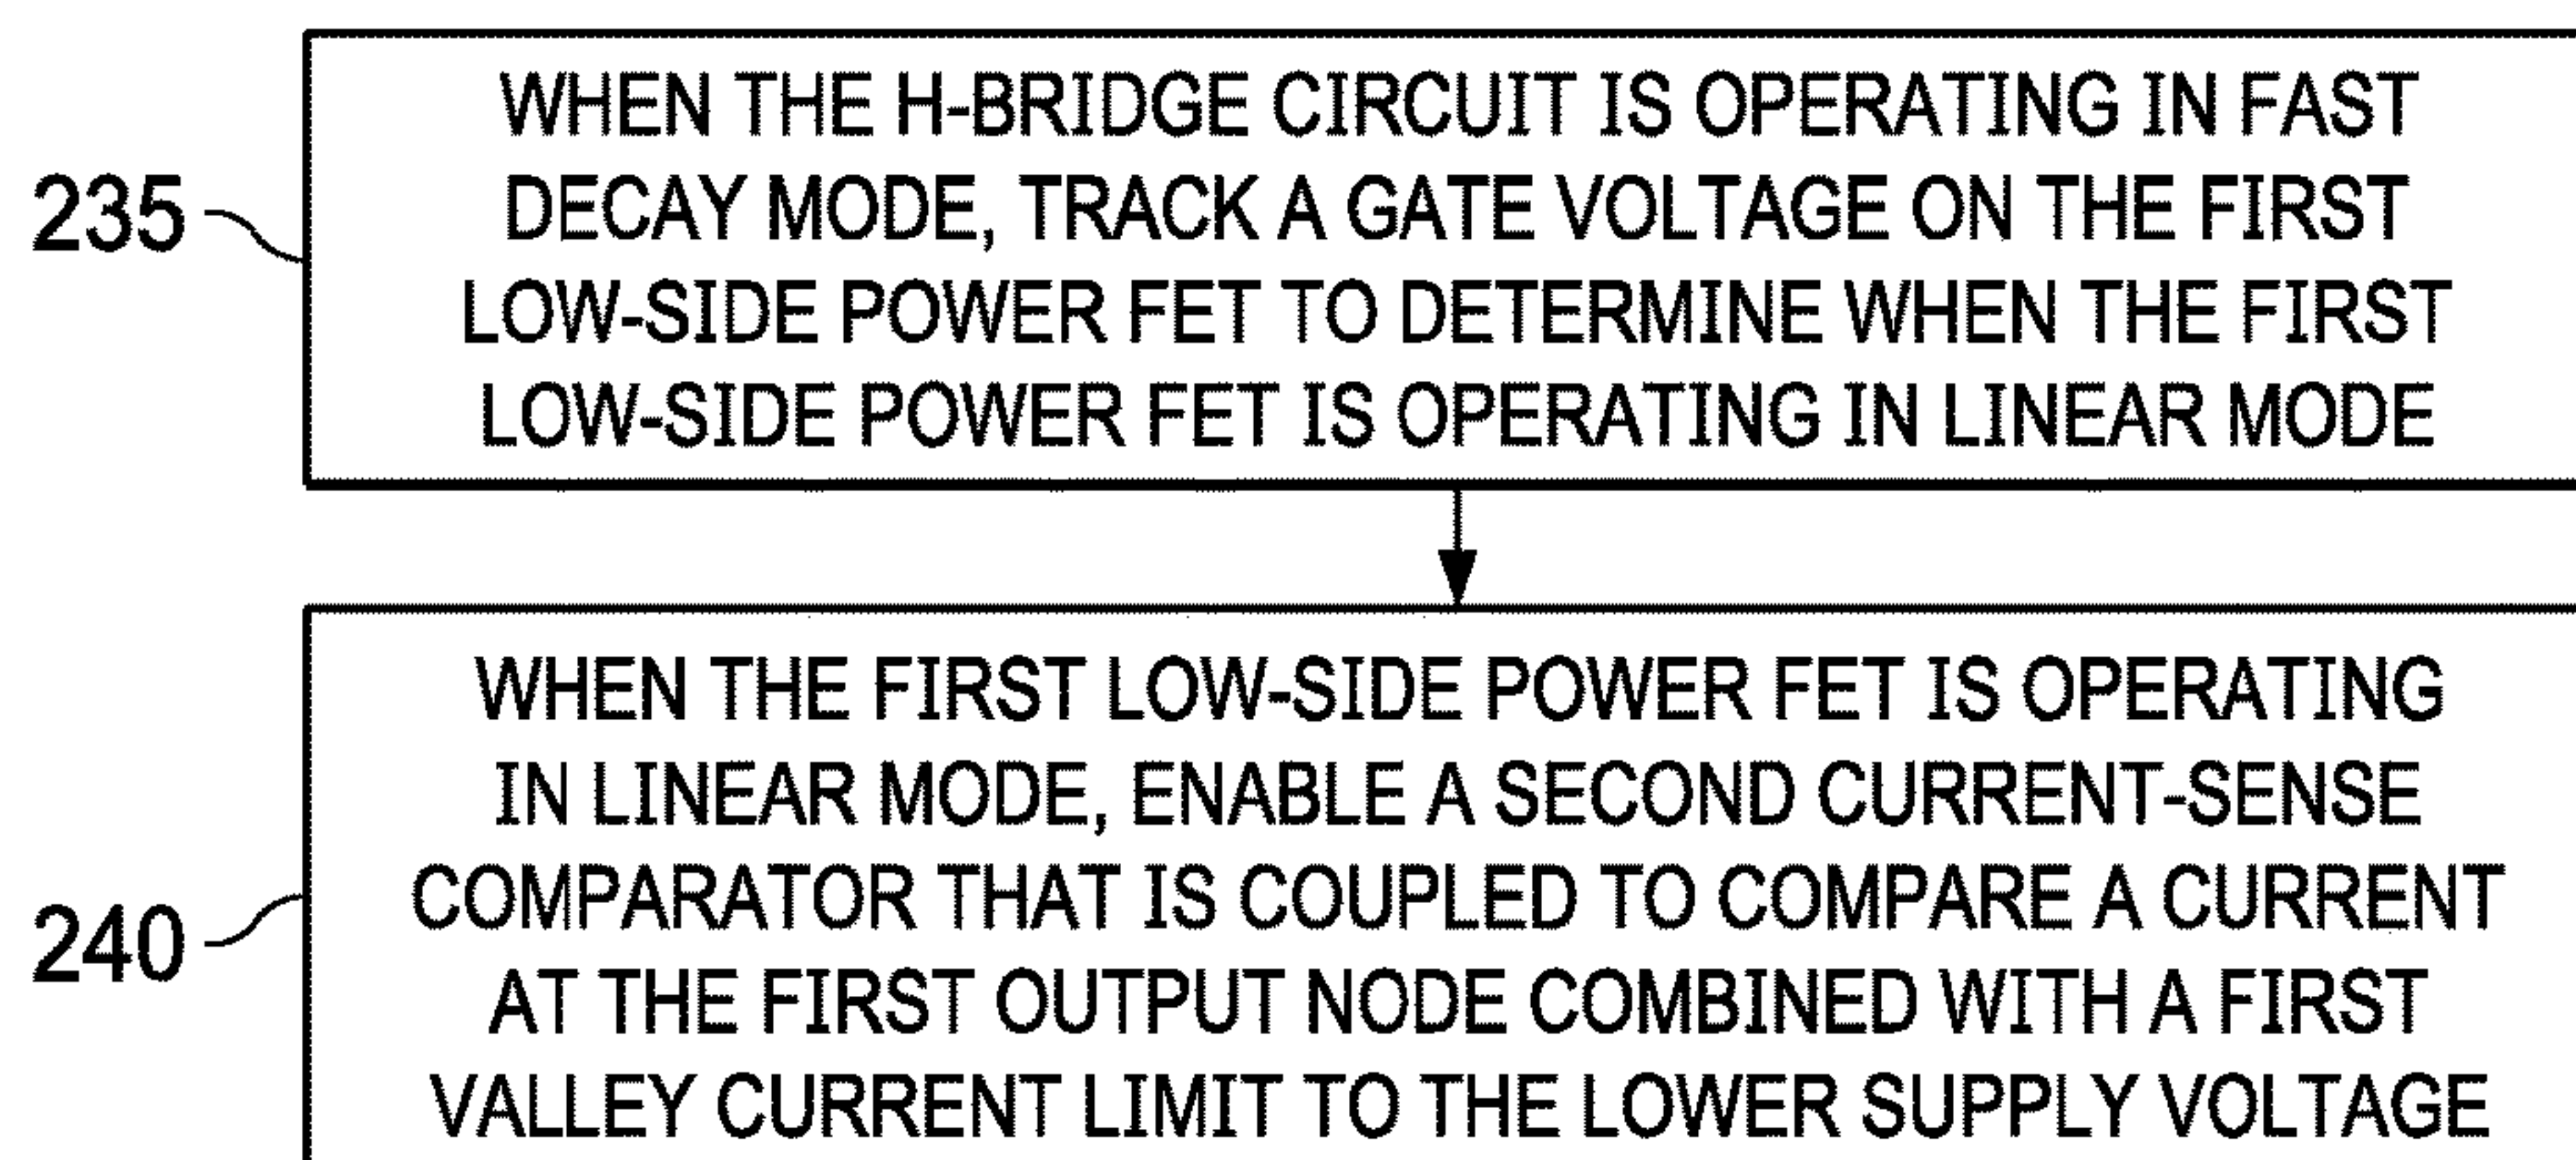 WHEN THE H-BRIDGE CIRCUIT IS OPERATING IN FAST
DECAY MODE, TRACK A GATE VOLTAGE ON THE FIRST
LOW-SIDE POWER FET TO DETERMINE WHEN THE FIRST
LOW-SIDE POWER FET IS OPERATING IN LINEAR MODE
235
WHEN THE FIRST LOW-SIDE POWER FET IS OPERATING
IN LINEAR MODE, ENABLE A SECOND CURRENT-SENSE
COMPARATOR THAT IS COUPLED TO COMPARE A CURRENT
AT THE FIRST OUTPUT NODE COMBINED WITH A FIRST
VALLEY CURRENT LIMIT TO THE LOWER SUPPLY VOLTAGE
240